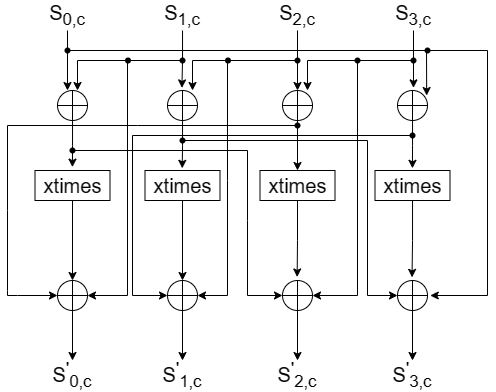 S0,c S1,c S2,c S3,c
xtimes xtimes xtimes xtimes
S'0,c S'1,c S'2,c S'3,c